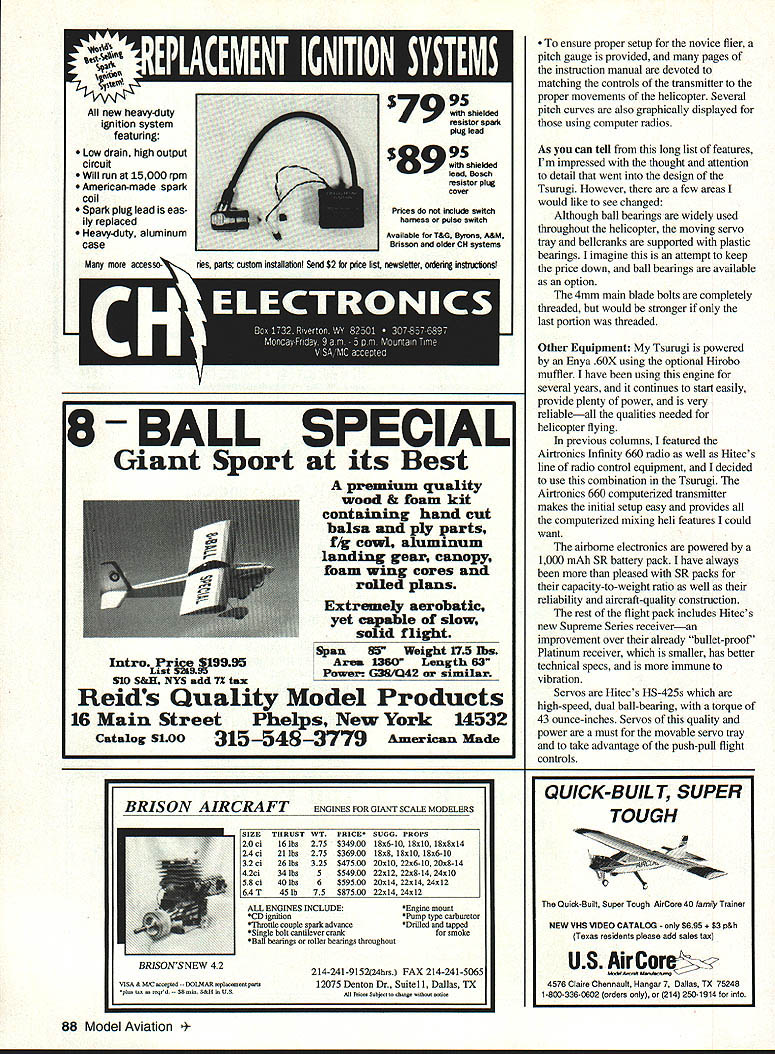 World's
Best-Selling
Spark
Ignition
System!
REPLACEMENT IGNITION SYSTEMS
All new heavy-duty
ignition system
featuring:
• Low drain, high output
circuit
• Will run at 15,000 rpm
• American-made spark
coil
• Spark plug lead is eas-
ily replaced
• Heavy-duty, aluminum
case
$79 95
with shielded
resistor spark
plug lead
$89 95
with shielded
lead, Bosch
resistor plug
cover
Prices do not include switch
harness or pulse switch
Available for T&G, Byrons, A&M,
Brisson and older CH systems
Many more accesso- ries, parts; custom installation! Send $2 for price list, newsletter, ordering instructions!
CH ELECTRONICS
Box 1732, Riverton, WY 82501 • 307-857-6897
Monday-Friday, 9 a.m. - 5 p.m. Mountain Time
VISA/MC accepted
8-BALL SPECIAL
Giant Sport at its Best
8-BALL
SPECIAL
A premium quality
wood & foam kit
containing hand cut
balsa and ply parts,
f/g cowl, aluminum
landing gear, canopy,
foam wing cores and
rolled plans.
Extremely aerobatic,
yet capable of slow,
solid flight.
Intro. Price $199.95
List $249.95
$10 S&H, NYS add 7% tax
Span 85" Weight 17.5 lbs.
Area 1360" Length 63"
Power: G38/Q42 or similar.
Reid's Quality Model Products
16 Main Street Phelps, New York 14532
Catalog $1.00 315-548-3779 American Made
BRISON AIRCRAFT ENGINES FOR GIANT SCALE MODELERS
SIZE THRUST WT. PRICE* SUGG. PROPS
2.0 ci 16 lbs 2.75 $349.00 18x6-10, 18x10, 18x8x14
2.4 ci 21 lbs 2.75 $369.00 18x8, 18x10, 18x6-10
3.2 ci 26 lbs 3.25 $475.00 20x10, 22x6-10, 20x8-14
4.2ci 34 lbs 5 $549.00 22x12, 22x8-14, 24x10
5.8 ci 40 lbs 6 $595.00 20x14, 22x14, 24x12
6.4 T 45 lb 7.5 $875.00 22x14, 24x12
ALL ENGINES INCLUDE:
*CD ignition
*Throttle couple spark advance
*Single bolt cantilever crank
*Ball bearings or roller bearings throughout
*Engine mount
*Pump type carburetor
*Drilled and tapped
for smoke
BRISON'S NEW 4.2
VISA & M/C accepted -- DOLMAR replacement parts
*plus tax as reqr'd. -- 38 min. S&H in U.S.
214-241-9152(24hrs.) FAX 214-241-5065
12075 Denton Dr., Suite11, Dallas, TX
All Prices Subject to change without notice
• To ensure proper setup for the novice flier, a
pitch gauge is provided, and many pages of
the instruction manual are devoted to
matching the controls of the transmitter to the
proper movements of the helicopter. Several
pitch curves are also graphically displayed for
those using computer radios.
As you can tell from this long list of features,
I'm impressed with the thought and attention
to detail that went into the design of the
Tsurugi. However, there are a few areas I
would like to see changed:
Although ball bearings are widely used
throughout the helicopter, the moving servo
tray and bellcranks are supported with plastic
bearings. I imagine this is an attempt to keep
the price down, and ball bearings are available
as an option.
The 4mm main blade bolts are completely
threaded, but would be stronger if only the
last portion was threaded.
Other Equipment: My Tsurugi is powered
by an Enya .60X using the optional Hirobo
muffler. I have been using this engine for
several years, and it continues to start easily,
provide plenty of power, and is very
reliable—all the qualities needed for
helicopter flying.
In previous columns, I featured the
Airtronics Infinity 660 radio as well as Hitec's
line of radio control equipment, and I decided
to use this combination in the Tsurugi. The
Airtronics 660 computerized transmitter
makes the initial setup easy and provides all
the computerized mixing heli features I could
want.
The airborne electronics are powered by a
1,000 mAh SR battery pack. I have always
been more than pleased with SR packs for
their capacity-to-weight ratio as well as their
reliability and aircraft-quality construction.
The rest of the flight pack includes Hitec's
new Supreme Series receiver—an
improvement over their already "bullet-proof"
Platinum receiver, which is smaller, has better
technical specs, and is more immune to
vibration.
Servos are Hitec's HS-425s which are
high-speed, dual ball-bearing, with a torque of
43 ounce-inches. Servos of this quality and
power are a must for the movable servo tray
and to take advantage of the push-pull flight
controls.
QUICK-BUILT, SUPER
TOUGH
AIRCORE
The Quick-Built, Super Tough AirCore 40 family Trainer
NEW VHS VIDEO CATALOG - only $6.95 + $3 p&h
(Texas residents please add sales tax)
U.S. AirCore
Model Aircraft Manufacturing
4576 Claire Chennault, Hangar 7, Dallas, TX 75248
1-800-336-0602 (orders only), or (214) 250-1914 for info.
88 Model Aviation